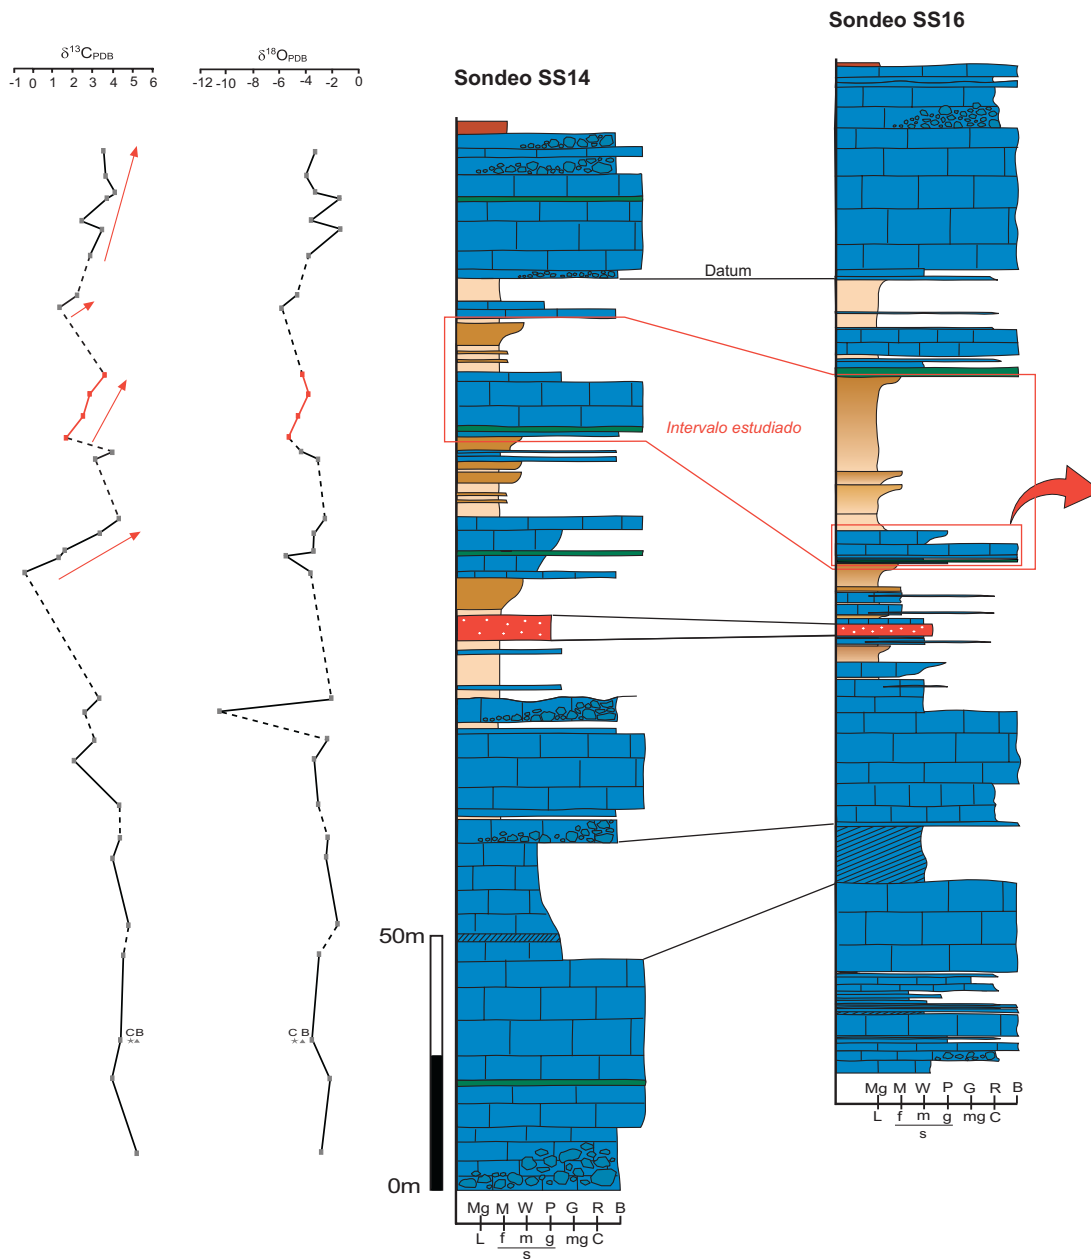 Sondeo SS16
δ13CPDB
δ18OPDB
-1 0 1 2 3 4 5 6
-12 -10 -8 -6 -4 -2 0
Sondeo SS14
Datum
Intervalo estudiado
50m
C B
C B
0m
Mg M W P G R B
L f m g mg C
s
Mg M W P G R B
L f m g mg C
s